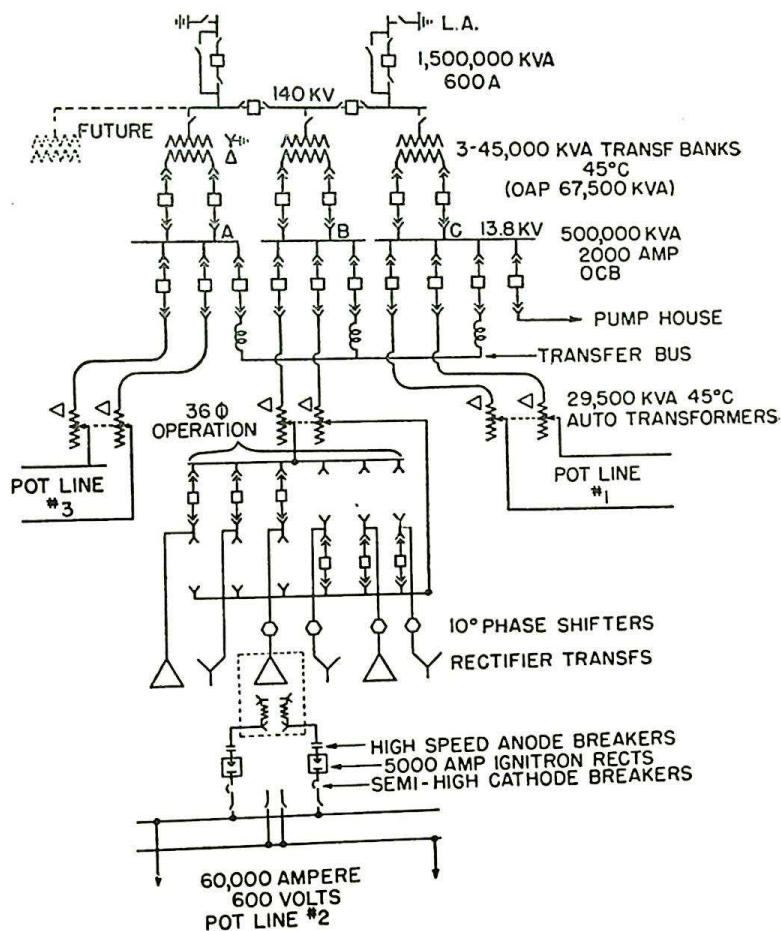 L.A.
1,500,000 KVA
600 A
140 KV
FUTURE
3-45,000 KVA TRANSF BANKS
45°C
(OAP 67,500 KVA)
A
B
C
13.8 KV
500,000 KVA
2000 AMP
OCB
PUMP HOUSE
TRANSFER BUS
29,500 KVA 45°C
AUTO TRANSFORMERS
36 Φ
OPERATION
POT LINE
#3
POT LINE
#1
10° PHASE SHIFTERS
RECTIFIER TRANSFS
HIGH SPEED ANODE BREAKERS
5000 AMP IGNITRON RECTS
SEMI-HIGH CATHODE BREAKERS
60,000 AMPERE
600 VOLTS
POT LINE #2